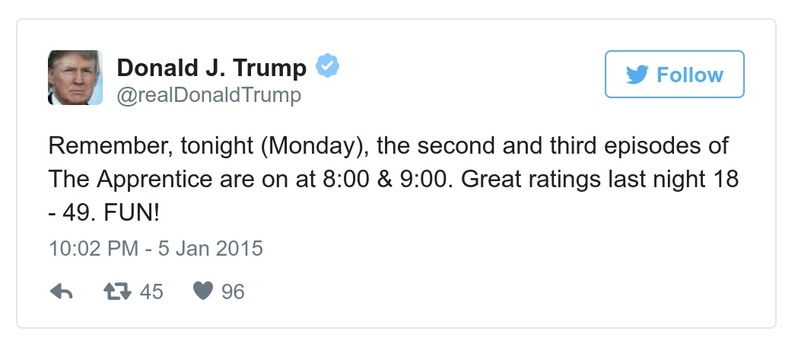 Donald J. Trump
@realDonaldTrump
Follow
Remember, tonight (Monday), the second and third episodes of
The Apprentice are on at 8:00 & 9:00. Great ratings last night 18
- 49. FUN!
10:02 PM - 5 Jan 2015
45 96